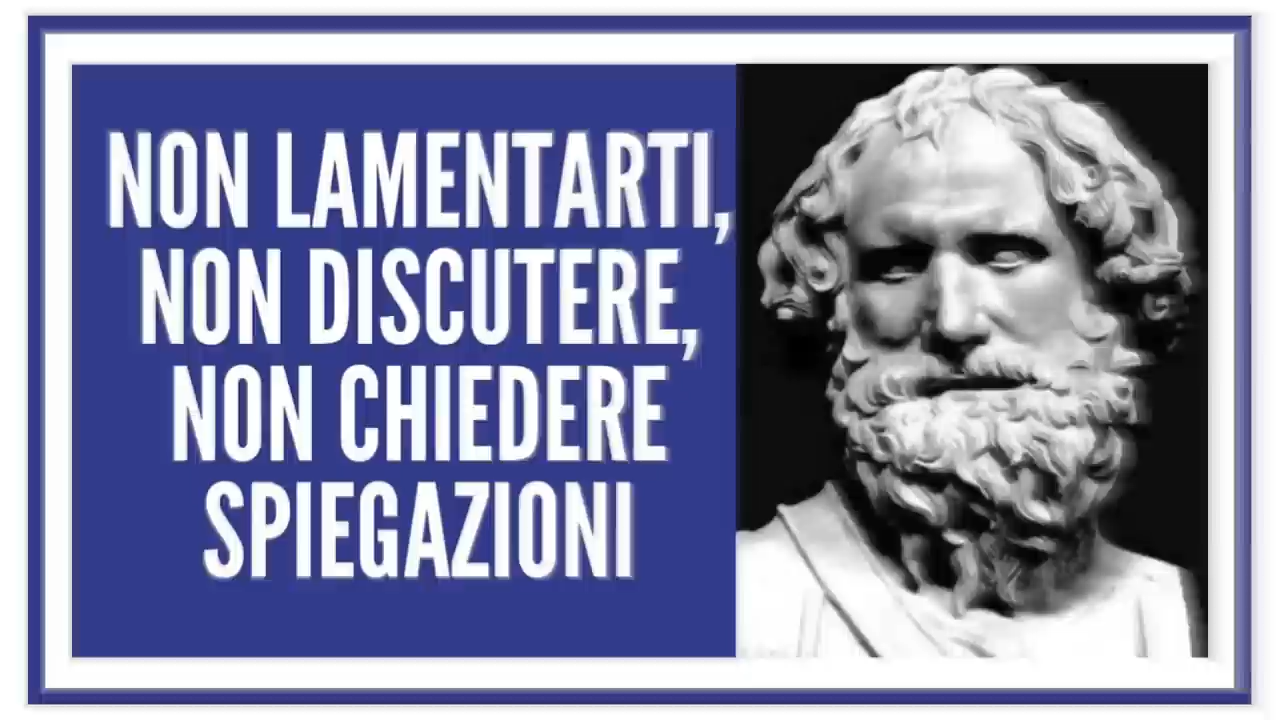 NON LAMENTARTI,
NON DISCUTERE,
NON CHIEDERE
SPIEGAZIONI